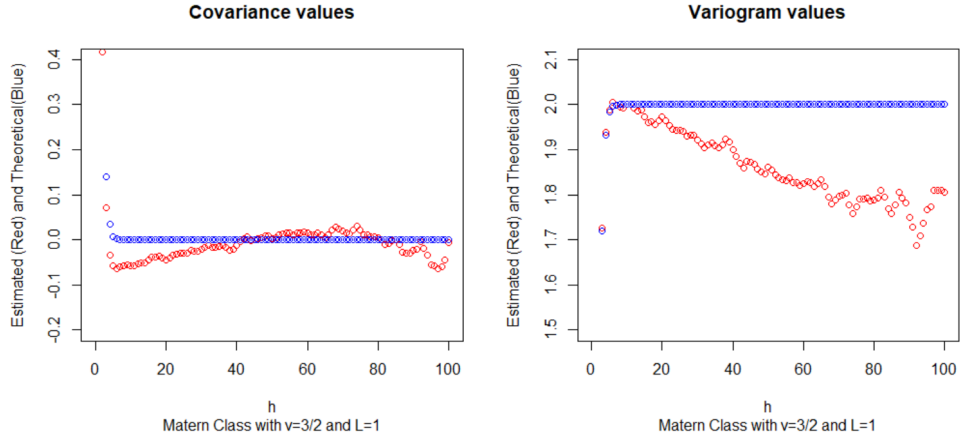 Covariance values
Estimated (Red) and Theoretical(Blue)
0.4
0.3
0.2
0.1
0.0
-0.1
-0.2
0 20 40 60 80 100
h
Matern Class with v=3/2 and L=1
Variogram values
Estimated (Red) and Theoretical(Blue)
2.1
2.0
1.9
1.8
1.7
1.6
1.5
0 20 40 60 80 100
h
Matern Class with v=3/2 and L=1